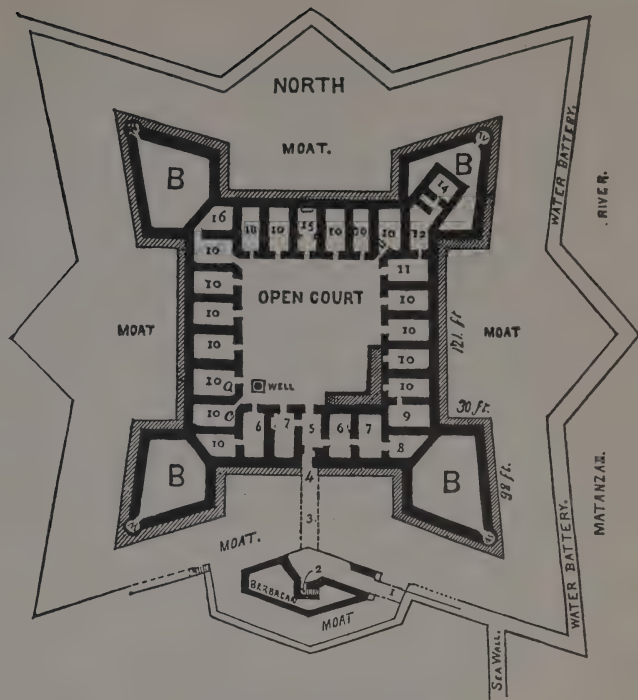 NORTH
MOAT.
WATER BATTERY.
RIVER.
B
B
14
16
10
10
15
10
10
10
12
10
11
10
OPEN COURT
10
10
10
121. ft
MOAT
MOAT
10
10
10 a
WELL
10
30 ft.
10 c
6
7
5
6
7
9
10
8
B
B
98 ft.
4
3.
MOAT.
2
BARBACAN
1
MOAT
WATER BATTERY.
MATANZAS.
SEA WALL.